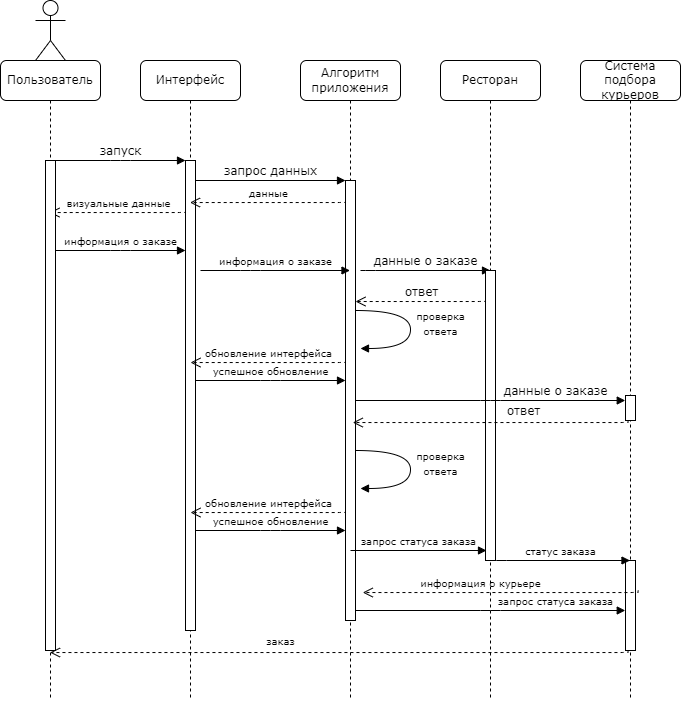 Пользователь
Интерфейс
Алгоритм
приложения
Ресторан
Система
подбора
курьеров
запуск
запрос данных
данные
визуальные данные
информация о заказе
информация о заказе
данные о заказе
ответ
проверка
ответа
обновление интерфейса
успешное обновление
данные о заказе
ответ
проверка
ответа
обновление интерфейса
успешное обновление
запрос статуса заказа
статус заказа
информация о курьере
запрос статуса заказа
заказ